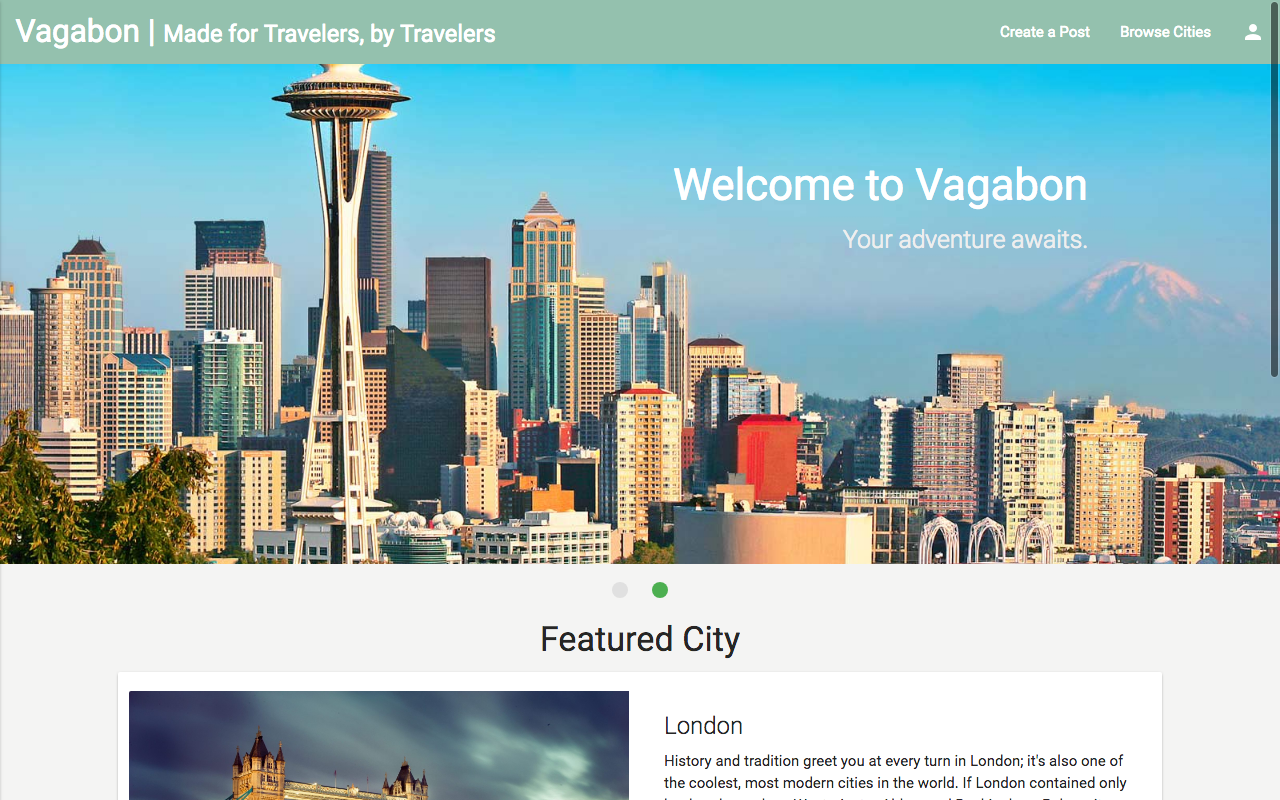 Vagabon | Made for Travelers, by Travelers
Create a Post
Browse Cities
Welcome to Vagabon
Your adventure awaits.
Featured City
London
History and tradition greet you at every turn in London; it's also one of
the coolest, most modern cities in the world. If London contained only